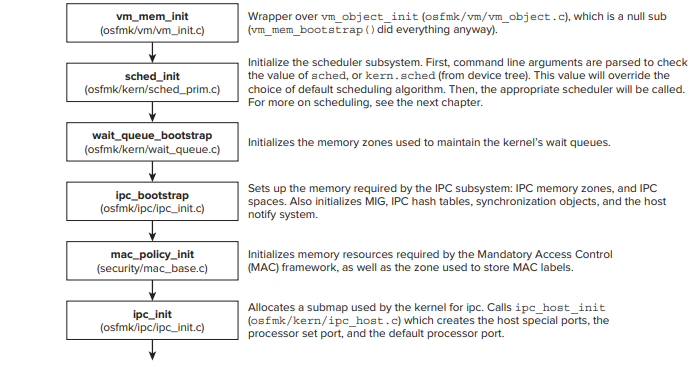 vm_mem_init
(osfmk/vm/vm_init.c)
Wrapper over vm_object_init (osfmk/vm/vm_object.c), which is a null sub
(vm_mem_bootstrap()did everything anyway).
sched_init
(osfmk/kern/sched_prim.c)
Initialize the scheduler subsystem. First, command line arguments are parsed to check
the value of sched, or kern.sched (from device tree). This value will override the
choice of default scheduling algorithm. Then, the appropriate scheduler will be called.
For more on scheduling, see the next chapter.
wait_queue_bootstrap
(osfmk/kern/wait_queue.c)
Initializes the memory zones used to maintain the kernel's wait queues.
ipc_bootstrap
(osfmk/ipc/ipc_init.c)
Sets up the memory required by the IPC subsystem: IPC memory zones, and IPC
spaces. Also initializes MIG, IPC hash tables, synchronization objects, and the host
notify system.
mac_policy_init
(security/mac_base.c)
Initializes memory resources required by the Mandatory Access Control
(MAC) framework, as well as the zone used to store MAC labels.
ipc_init
(osfmk/ipc/ipc_init.c)
Allocates a submap used by the kernel for ipc. Calls ipc_host_init
(osfmk/kern/ipc_host.c) which creates the host special ports, the
processor set port, and the default processor port.